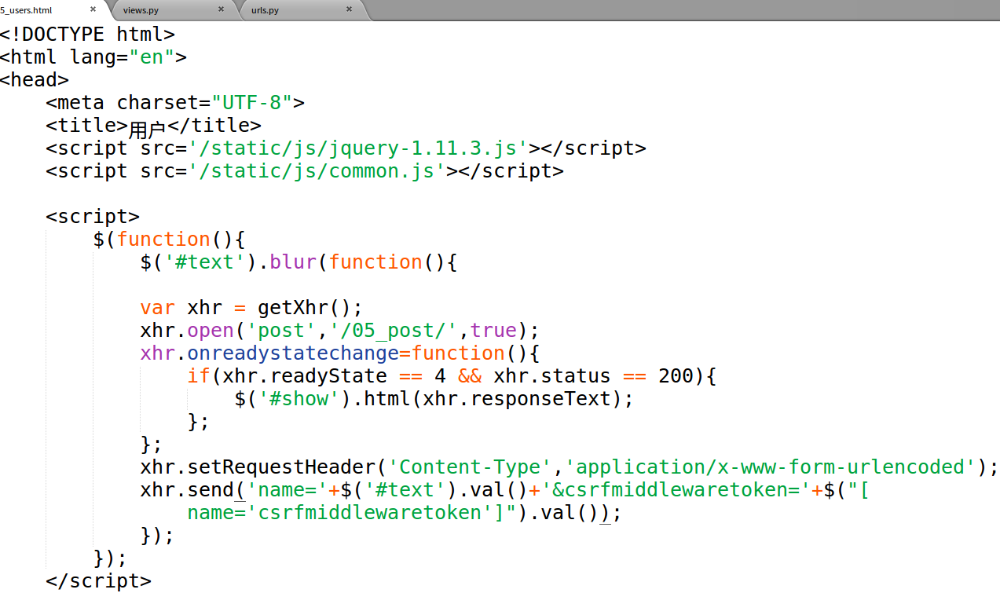 5_users.html × views.py × urls.py ×
<!DOCTYPE html>
<html lang="en">
<head>
    <meta charset="UTF-8">
    <title>用户</title>
    <script src='/static/js/jquery-1.11.3.js'></script>
    <script src='/static/js/common.js'></script>
    <script>
        $(function(){
            $('#text').blur(function(){
            var xhr = getXhr();
            xhr.open('post','/05_post/',true);
            xhr.onreadystatechange=function(){
                if(xhr.readyState == 4 && xhr.status == 200){
                    $('#show').html(xhr.responseText);
                };
            };
            xhr.setRequestHeader('Content-Type','application/x-www-form-urlencoded');
            xhr.send('name='+$('#text').val()+'&csrfmiddlewaretoken='+$("[
                name='csrfmiddlewaretoken']").val());
            });
        });
    </script>